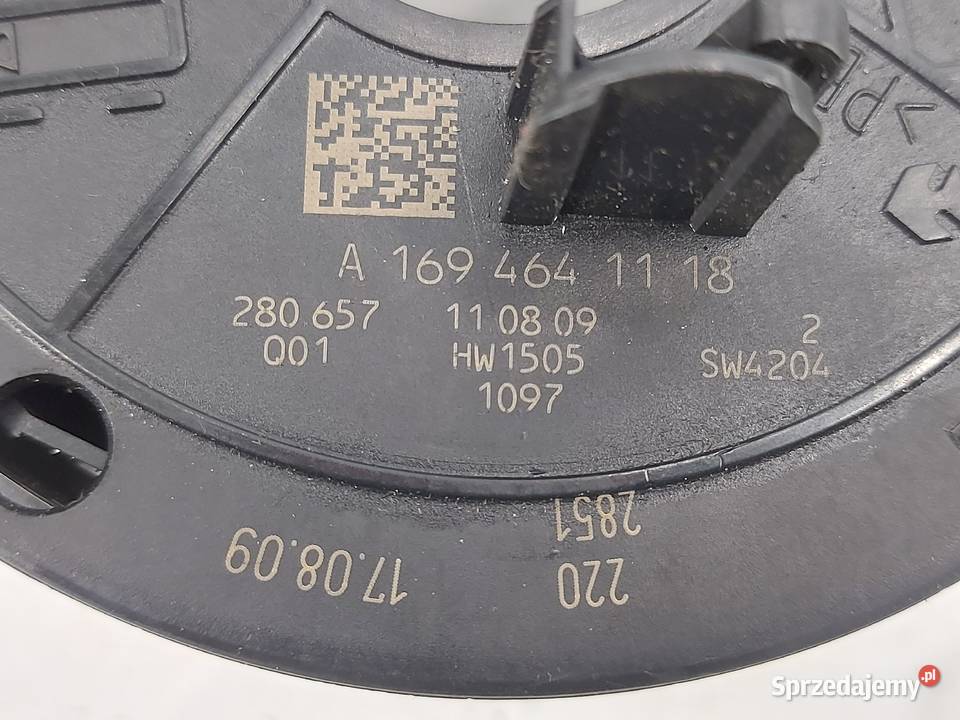 A 169 464 11 18
280 657 11 08 09 2
Q01 HW1505 SW4204
1097
2851
220
17.08.09
Sprzedajemy.pl